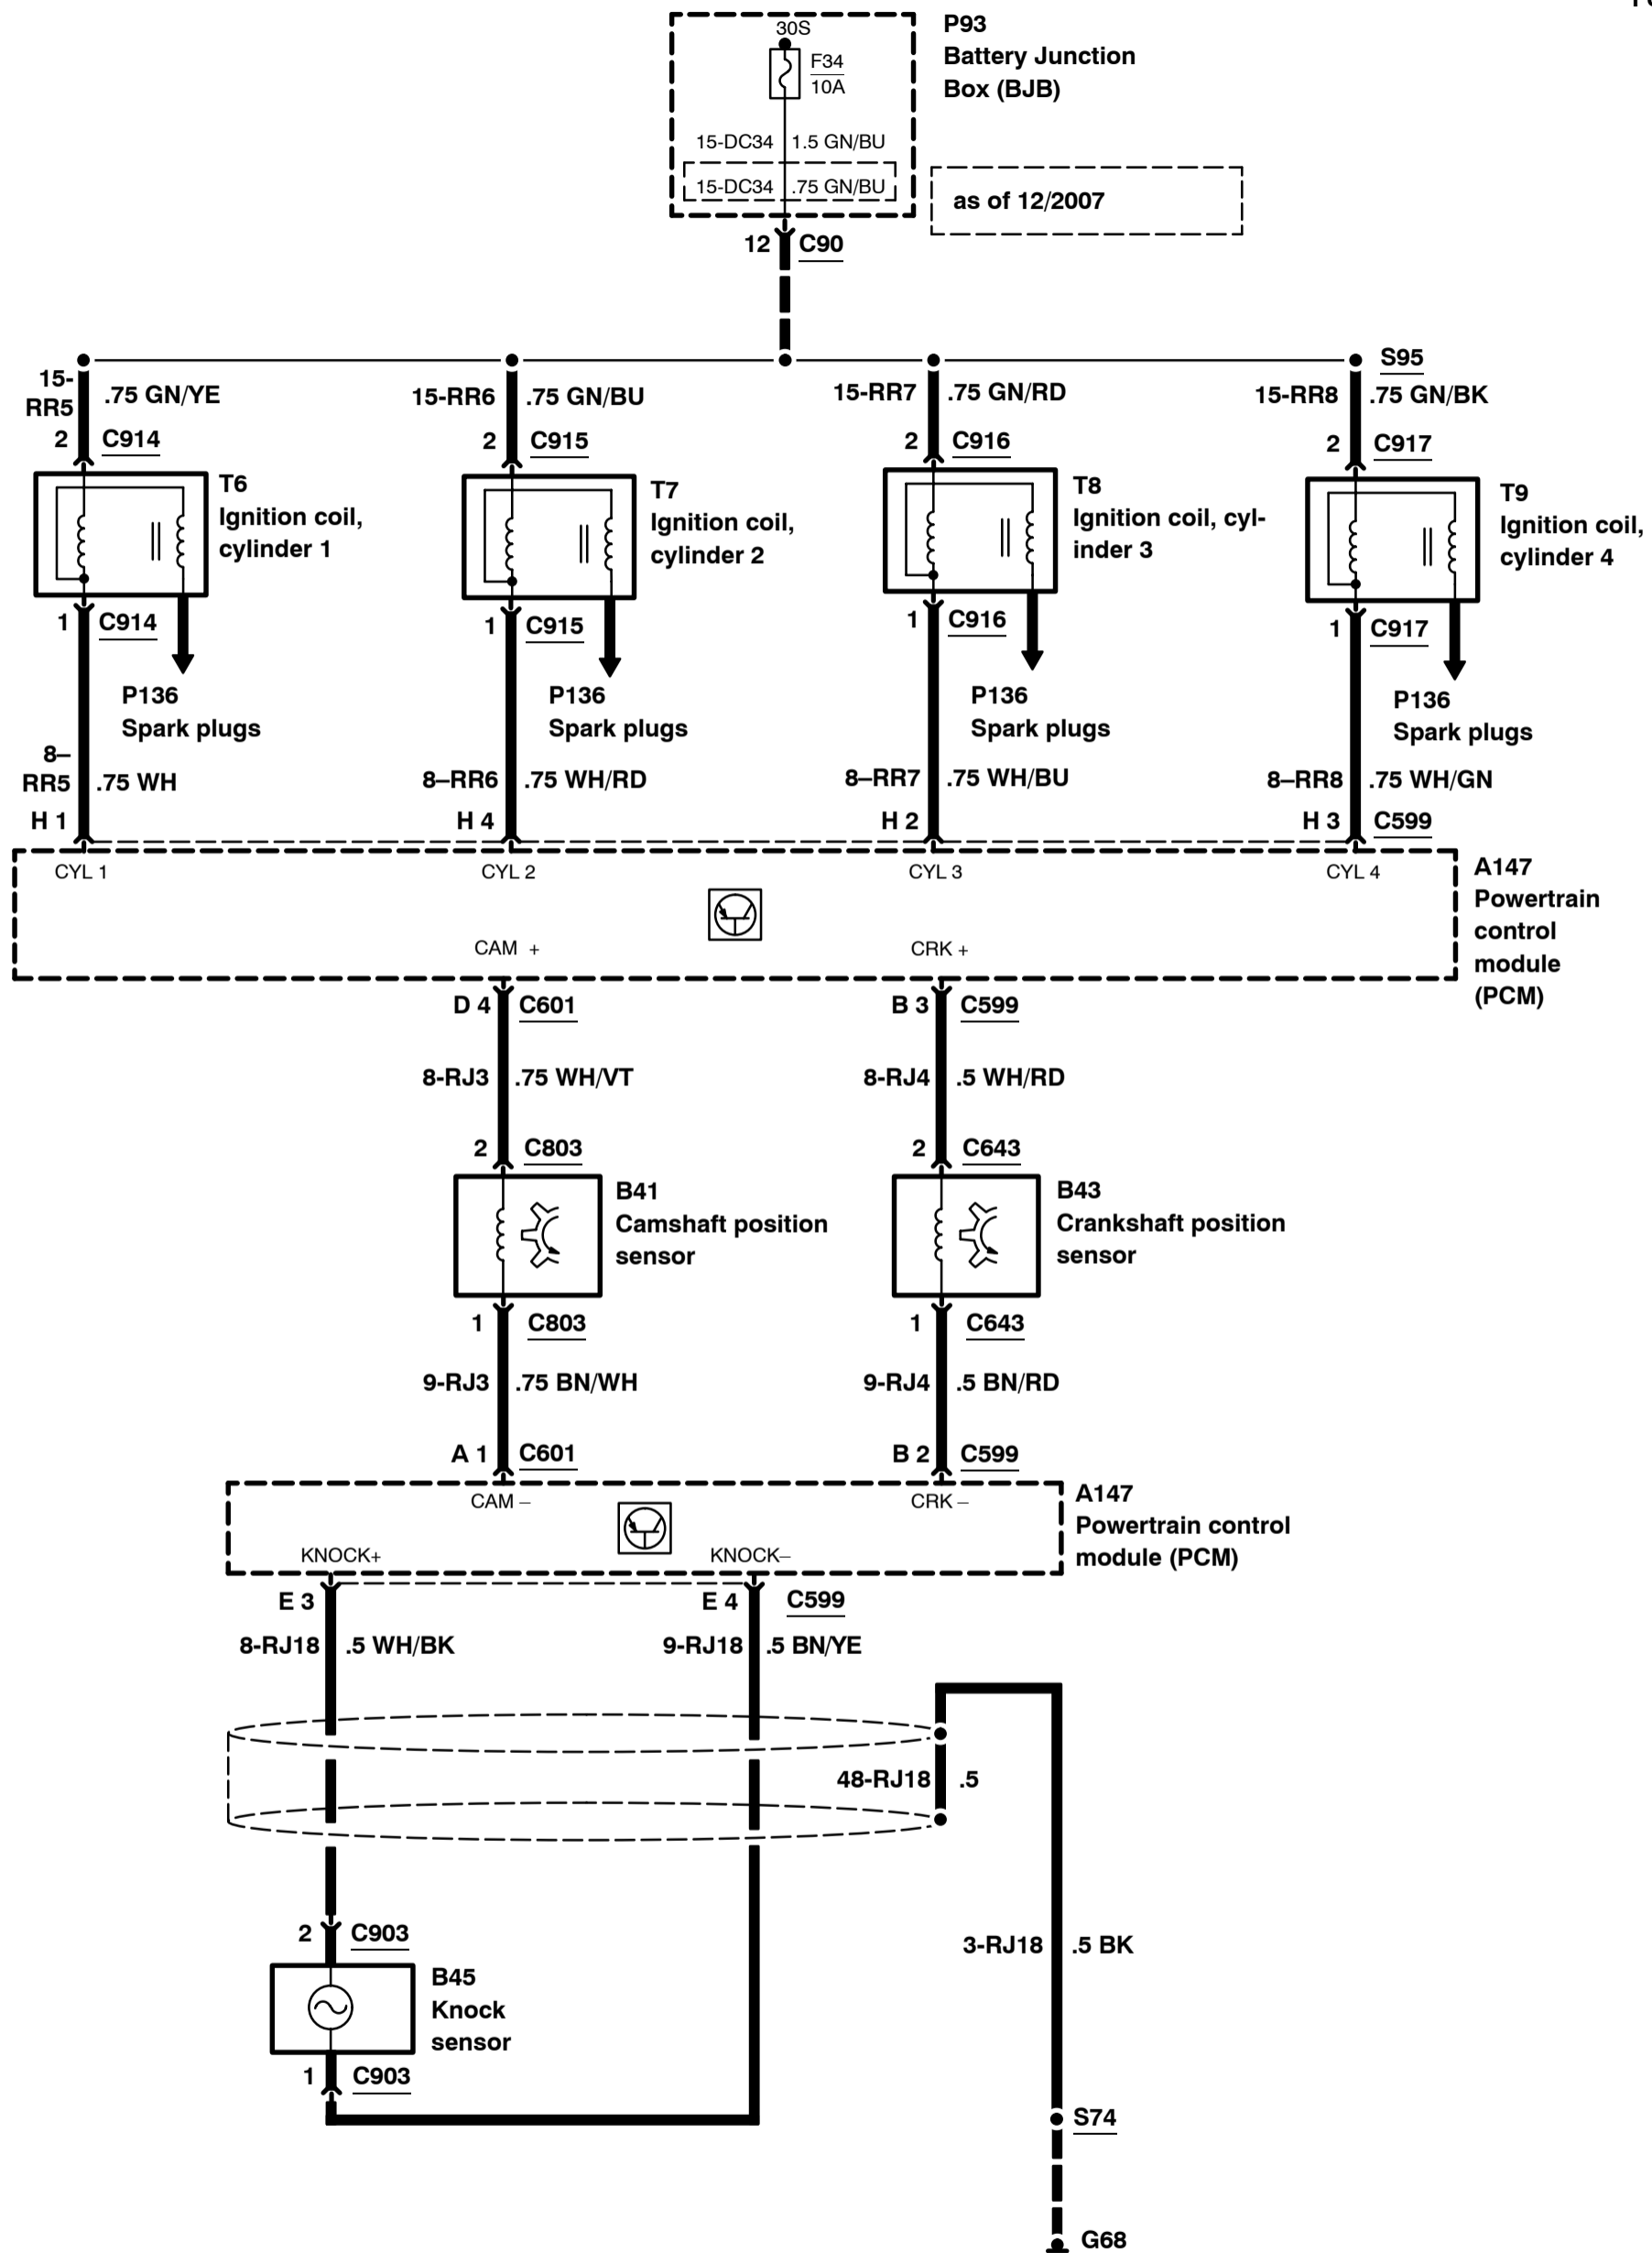 30S
F34
10A
P93
Battery Junction
Box (BJB)
15-DC34 1.5 GN/BU
15-DC34 .75 GN/BU
as of 12/2007
12 C90
S95
15-
RR5 .75 GN/YE
15-RR6 .75 GN/BU
15-RR7 .75 GN/RD
15-RR8 .75 GN/BK
2 C914
2 C915
2 C916
2 C917
T6
Ignition coil,
cylinder 1
T7
Ignition coil,
cylinder 2
T8
Ignition coil, cyl-
inder 3
T9
Ignition coil,
cylinder 4
1 C914
1 C915
1 C916
1 C917
P136
Spark plugs
P136
Spark plugs
P136
Spark plugs
P136
Spark plugs
8–
RR5 .75 WH
8–RR6 .75 WH/RD
8–RR7 .75 WH/BU
8–RR8 .75 WH/GN
H 1
H 4
H 2
H 3 C599
CYL 1
CYL 2
CYL 3
CYL 4
A147
Powertrain
control
module
(PCM)
CAM +
CRK +
D 4 C601
B 3 C599
8-RJ3 .75 WH/VT
8-RJ4 .5 WH/RD
2 C803
2 C643
B41
Camshaft position
sensor
B43
Crankshaft position
sensor
1 C803
1 C643
9-RJ3 .75 BN/WH
9-RJ4 .5 BN/RD
A 1 C601
B 2 C599
CAM –
CRK –
A147
Powertrain control
module (PCM)
KNOCK+
KNOCK–
E 3
E 4 C599
8-RJ18 .5 WH/BK
9-RJ18 .5 BN/YE
48-RJ18 .5
3-RJ18 .5 BK
2 C903
B45
Knock
sensor
1 C903
S74
G68